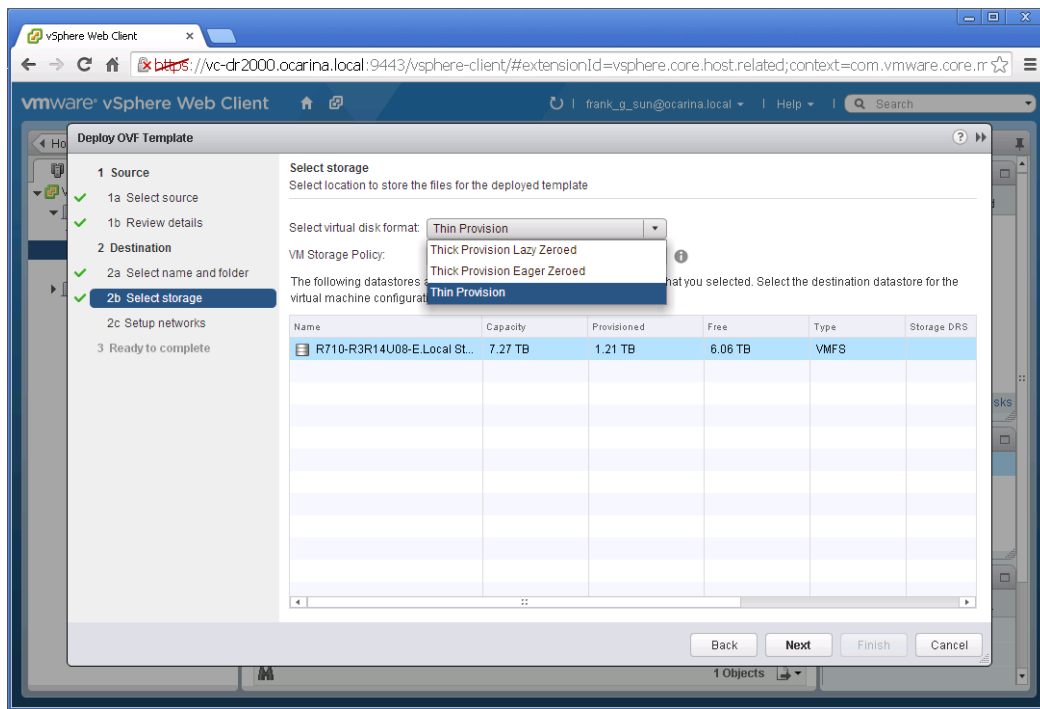 vSphere Web Client
https://vc-dr2000.ocarina.local:9443/vsphere-client/#extensionId=vsphere.core.host.related;context=com.vmware.core.m
vmware® vSphere Web Client
frank_g_sun@ocarina.local
Help
Search
Ho
Deploy OVF Template
1 Source
1a Select source
1b Review details
2 Destination
2a Select name and folder
2b Select storage
2c Setup networks
3 Ready to complete
Select storage
Select location to store the files for the deployed template
Select virtual disk format: Thin Provision
Thick Provision Lazy Zeroed
VM Storage Policy:
Thick Provision Eager Zeroed
Thin Provision
The following datastores a hat you selected. Select the destination datastore for the
virtual machine configurat
Name Capacity Provisioned Free Type Storage DRS
R710-R3R14U08-E.Local St... 7.27 TB 1.21 TB 6.06 TB VMFS
sks
Back Next Finish Cancel
1 Objects